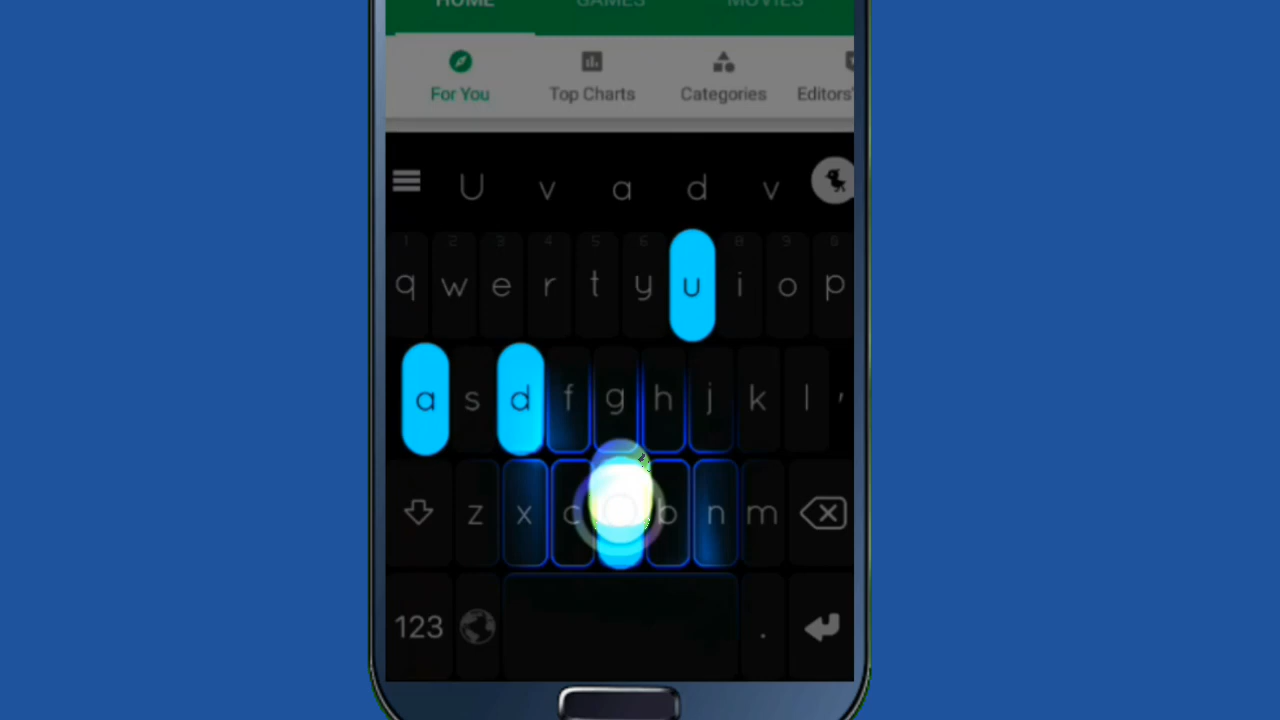 HOME GAMES MOVIES
For You Top Charts Categories Editors'
U v a d v
1 2 3 4 5 6 8 9 0
q w e r t y u i o p
a s d f g h j k l '
z x c b n m
123 .